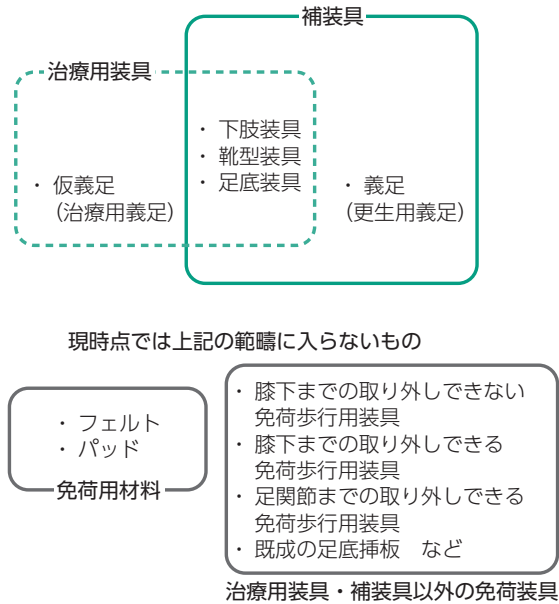 補装具
治療用装具
・ 下肢装具
・ 靴型装具
・ 足底装具
・ 仮義足
（治療用義足）
・ 義足
（更生用義足）
現時点では上記の範疇に入らないもの
・ フェルト
・ パッド
免荷用材料
・ 膝下までの取り外しできない
免荷歩行用装具
・ 膝下までの取り外しできる
免荷歩行用装具
・ 足関節までの取り外しできる
免荷歩行用装具
・ 既成の足底挿板　など
治療用装具・補装具以外の免荷装具